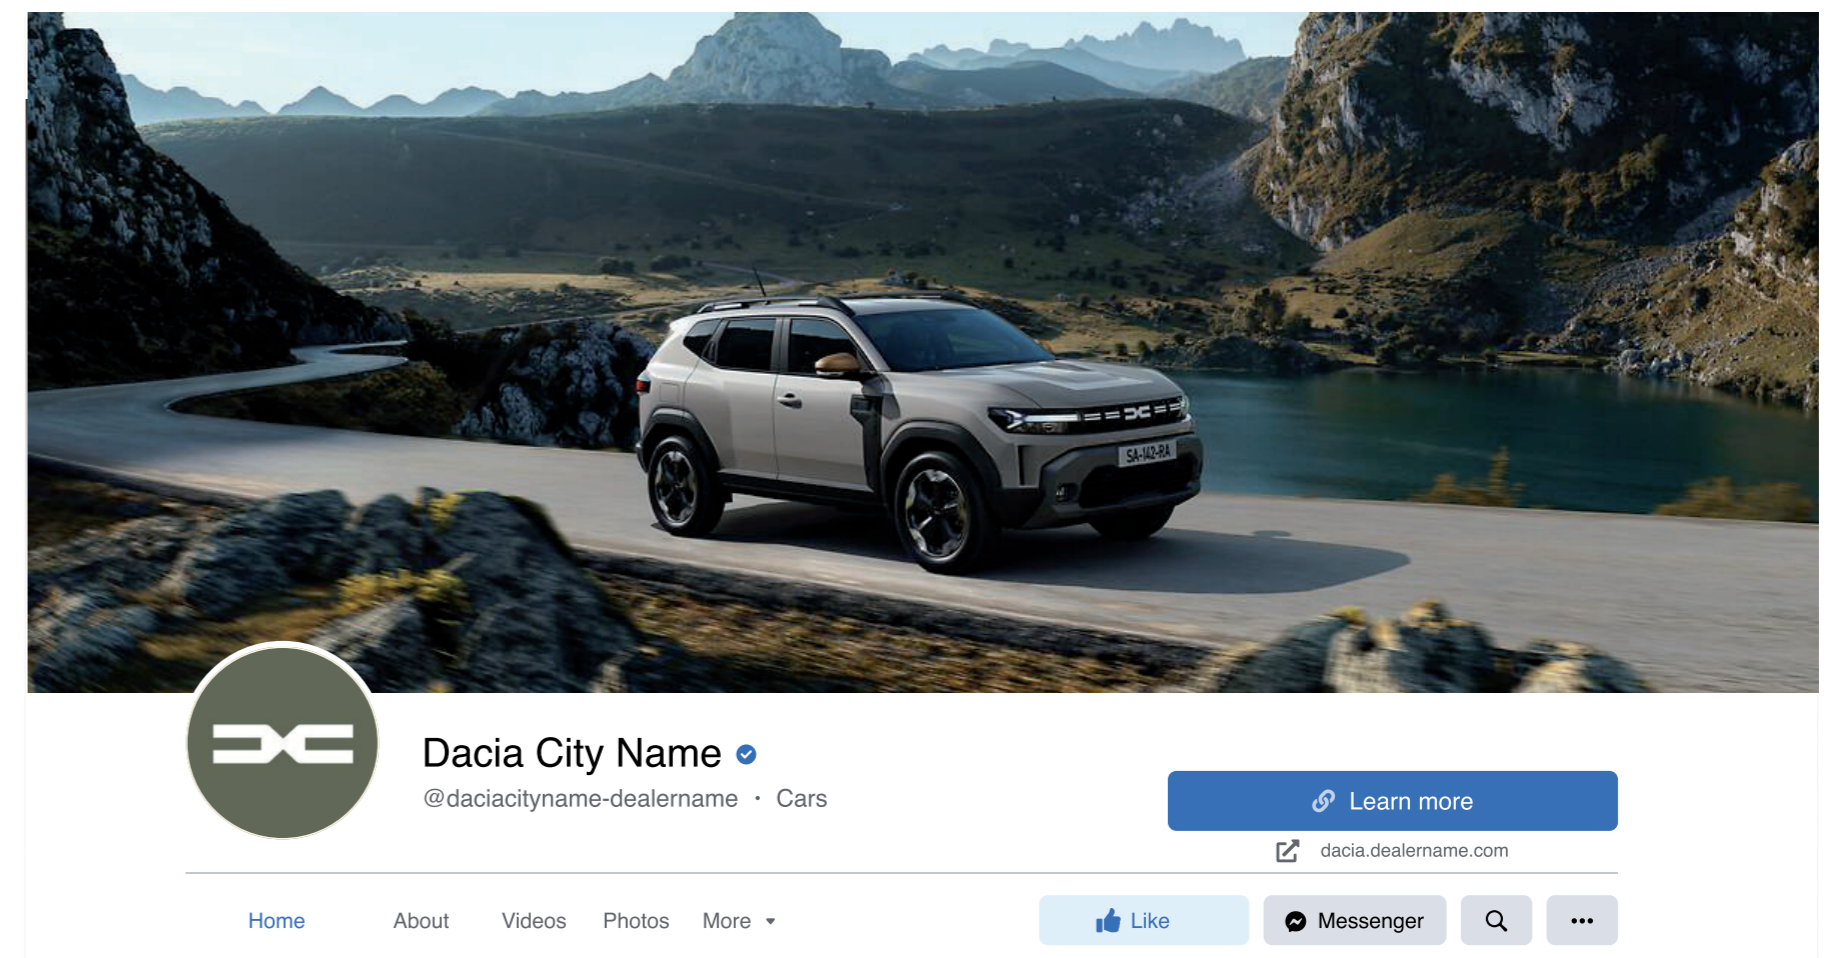 SA-142-RA
Dacia City Name
@daciacityname-dealername · Cars
Learn more
dacia.dealername.com
Home About Videos Photos More Like Messenger